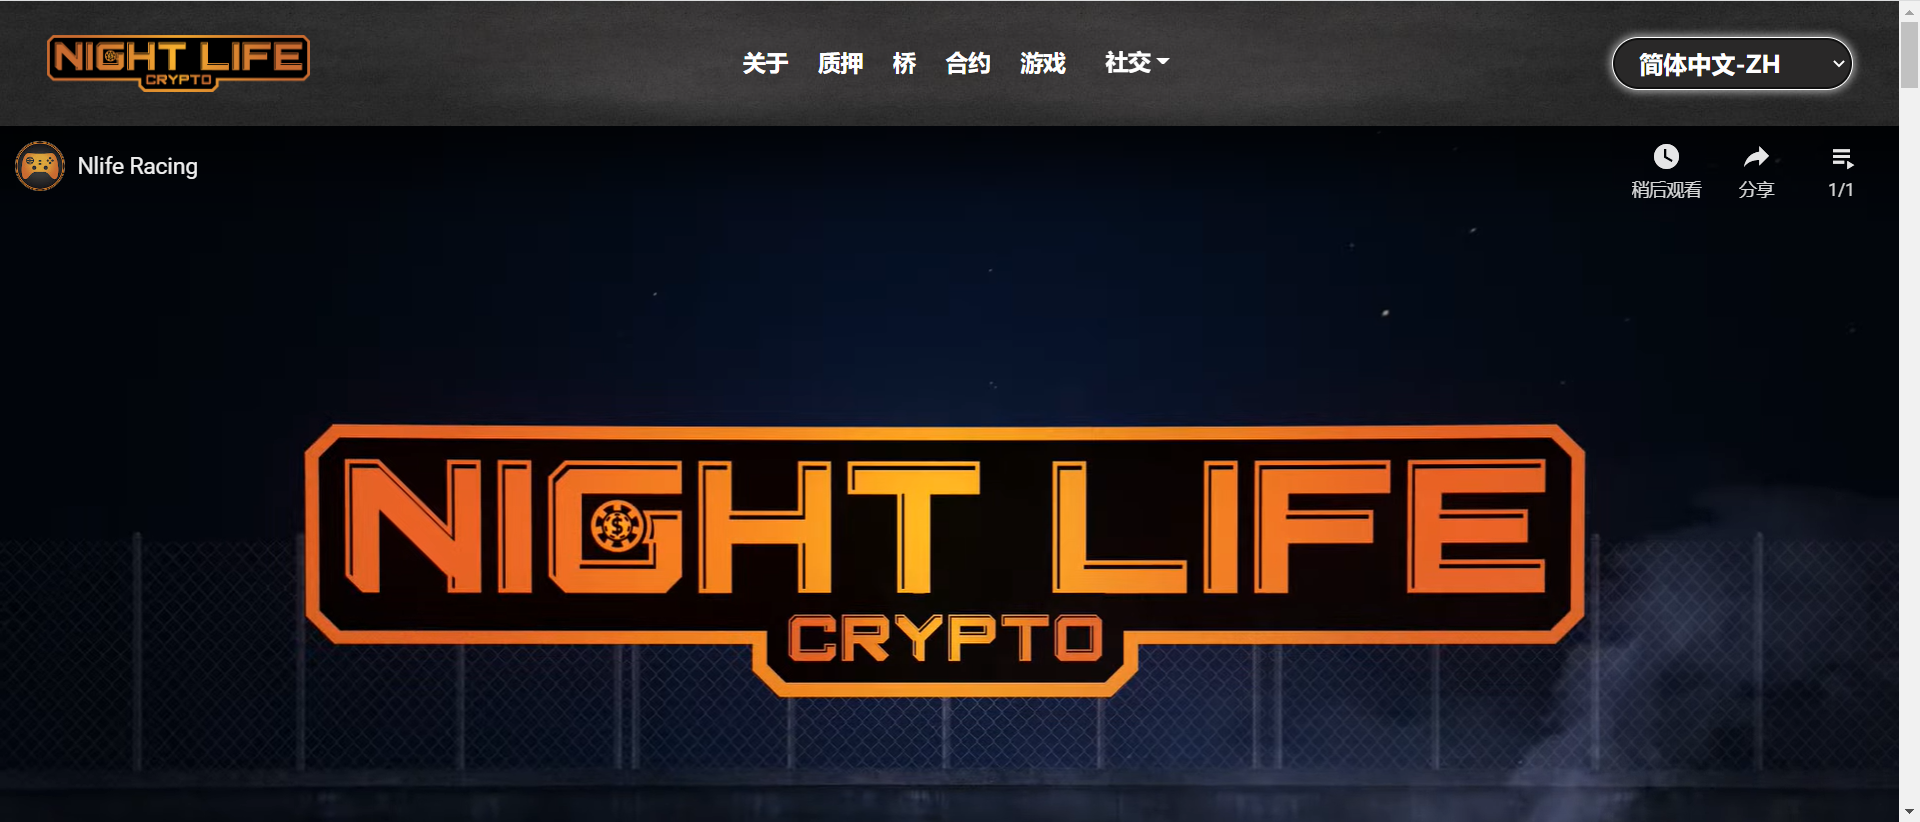 NIGHT LIFE
CRYPTO
关于 质押 桥 合约 游戏 社交
简体中文-ZH
Nlife Racing
稍后观看 分享 1/1
NIGHT LIFE
CRYPTO